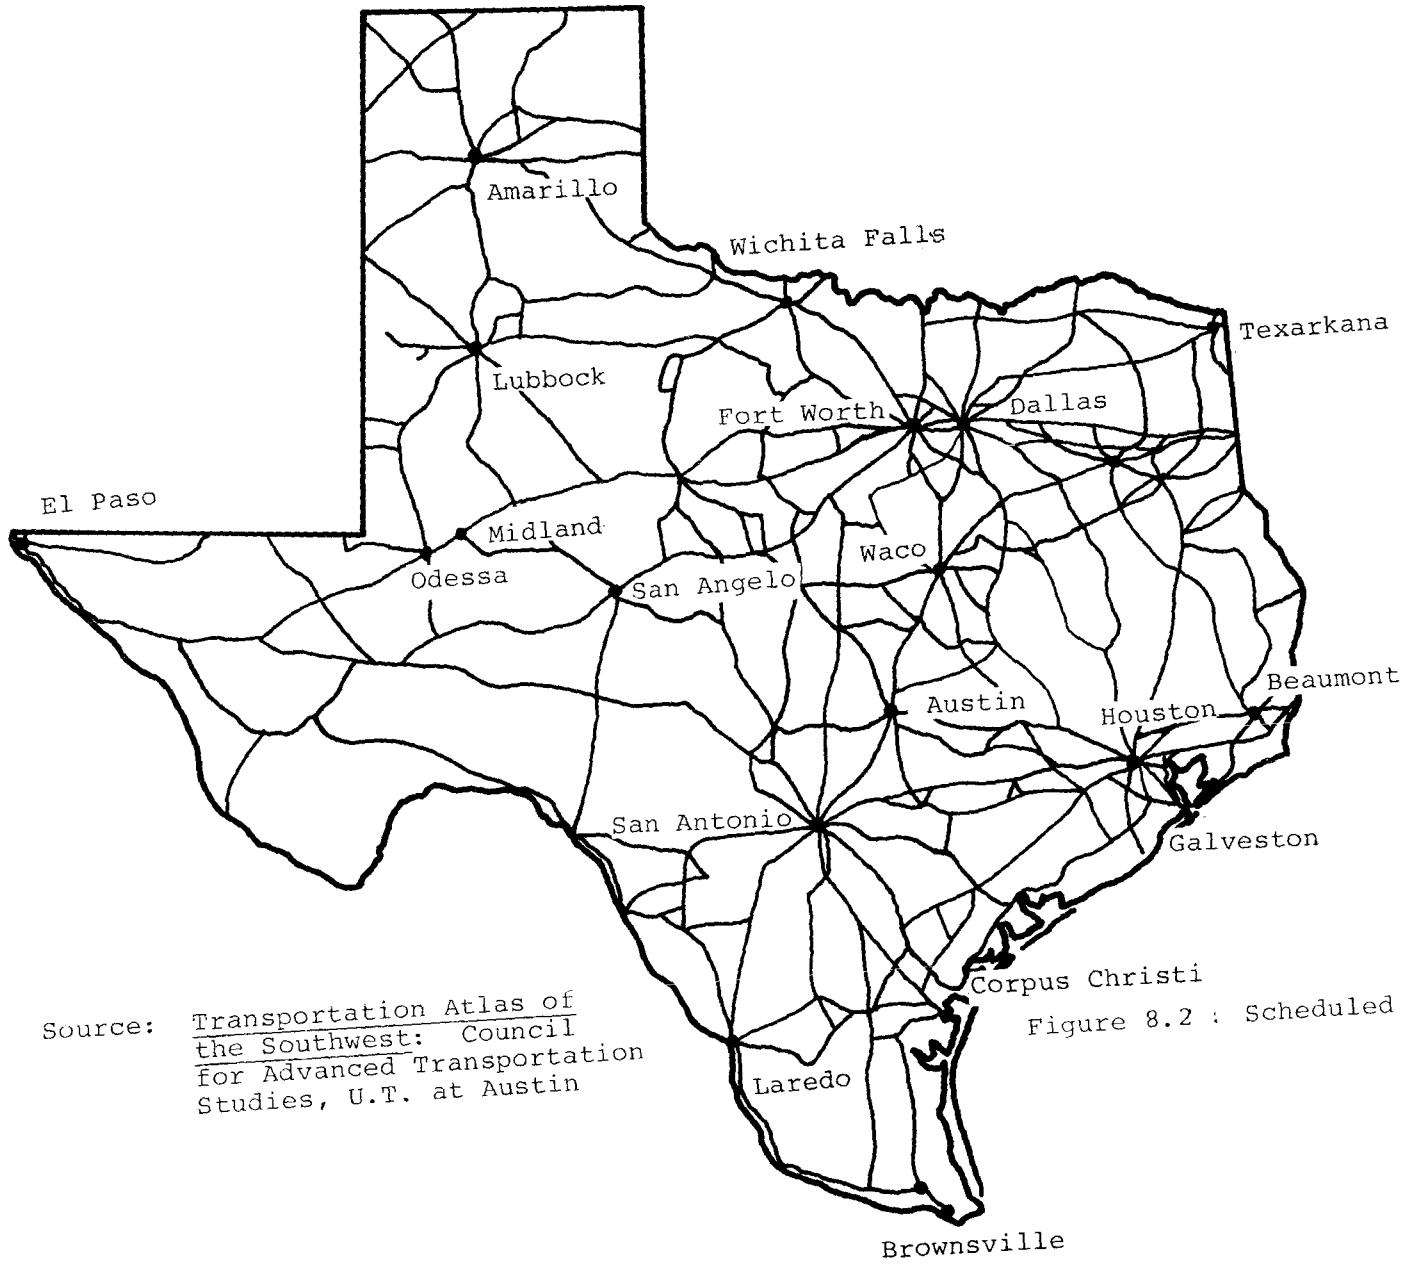 Amarillo
Wichita Falls
Texarkana
Lubbock
Fort Worth
Dallas
El Paso
Midland
Waco
Odessa
San Angelo
Beaumont
Austin
Houston
San Antonio
Galveston
Corpus Christi
Figure 8.2 : Scheduled
Source: Transportation Atlas of
the Southwest: Council
for Advanced Transportation
Studies, U.T. at Austin
Laredo
Brownsville